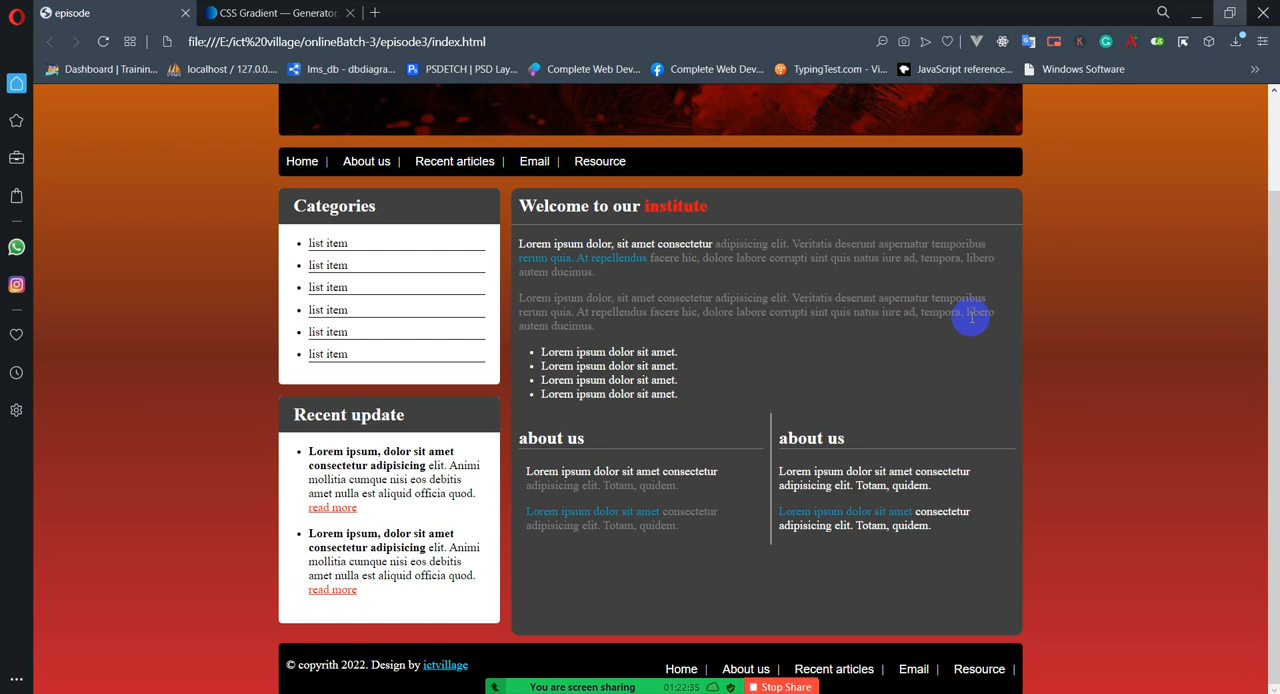 episode
CSS Gradient — Generator,
file:///E:/ict%20village/onlineBatch-3/episode3/index.html
Dashboard | Trainin...
localhost / 127.0.0....
lms_db - dbdiagra...
PSDETCH | PSD Lay...
Complete Web Dev...
Complete Web Dev...
TypingTest.com - Vi...
JavaScript reference...
Windows Software
Home |
About us |
Recent articles |
Email |
Resource
Categories
list item
list item
list item
list item
list item
list item
Recent update
Lorem ipsum, dolor sit amet
consectetur adipisicing elit. Animi
mollitia cumque nisi eos debitis
amet nulla est aliquid officia quod.
read more
Lorem ipsum, dolor sit amet
consectetur adipisicing elit. Animi
mollitia cumque nisi eos debitis
amet nulla est aliquid officia quod.
read more
Welcome to our institute
Lorem ipsum dolor, sit amet consectetur adipisicing elit. Veritatis deserunt aspernatur temporibus
rerum quia. At repellendus facere hic, dolore labore corrupti sint quis natus iure ad, tempora, libero
autem ducimus.
Lorem ipsum dolor, sit amet consectetur adipisicing elit. Veritatis deserunt aspernatur temporibus
rerum quia. At repellendus facere hic, dolore labore corrupti sint quis natus iure ad, tempora, libero
autem ducimus.
Lorem ipsum dolor sit amet.
Lorem ipsum dolor sit amet.
Lorem ipsum dolor sit amet.
Lorem ipsum dolor sit amet.
about us
Lorem ipsum dolor sit amet consectetur
adipisicing elit. Totam, quidem.
Lorem ipsum dolor sit amet consectetur
adipisicing elit. Totam, quidem.
about us
Lorem ipsum dolor sit amet consectetur
adipisicing elit. Totam, quidem.
Lorem ipsum dolor sit amet consectetur
adipisicing elit. Totam, quidem.
© copyrith 2022. Design by ictvillage
Home |
About us |
Recent articles |
Email |
Resource |
You are screen sharing
01:22:35
Stop Share